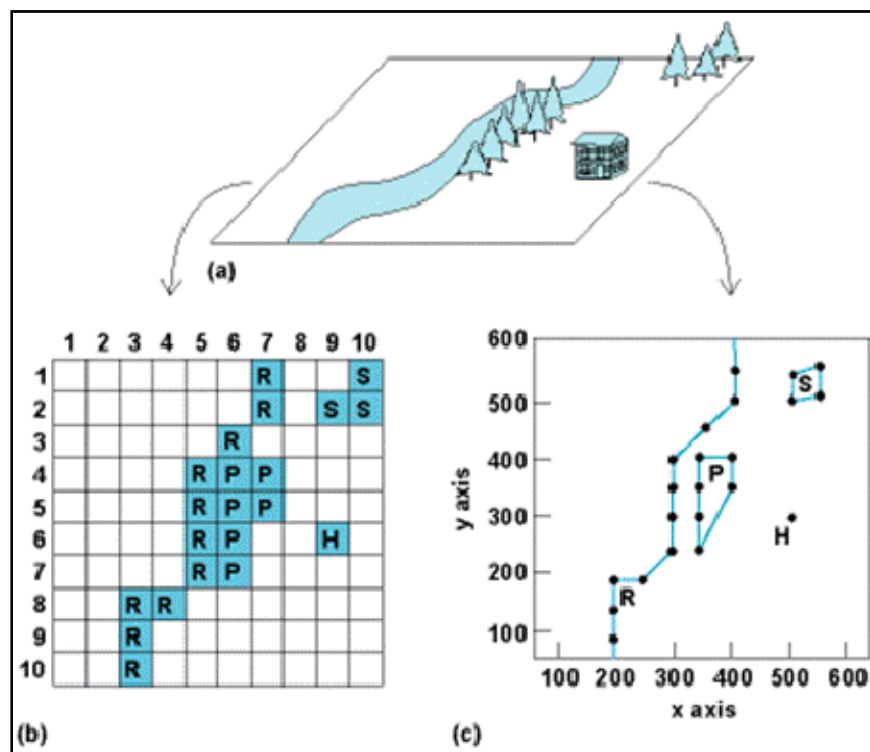 (a)
1 2 3 4 5 6 7 8 9 10
1 R S
2 R S S
3 R
4 R P P
5 R P P
6 R P H
7 R P
8 R R
9 R
10 R
(b)
600
500
400
300
200
100
y axis
S
P
H
R
100 200 300 400 500 600
x axis
(c)